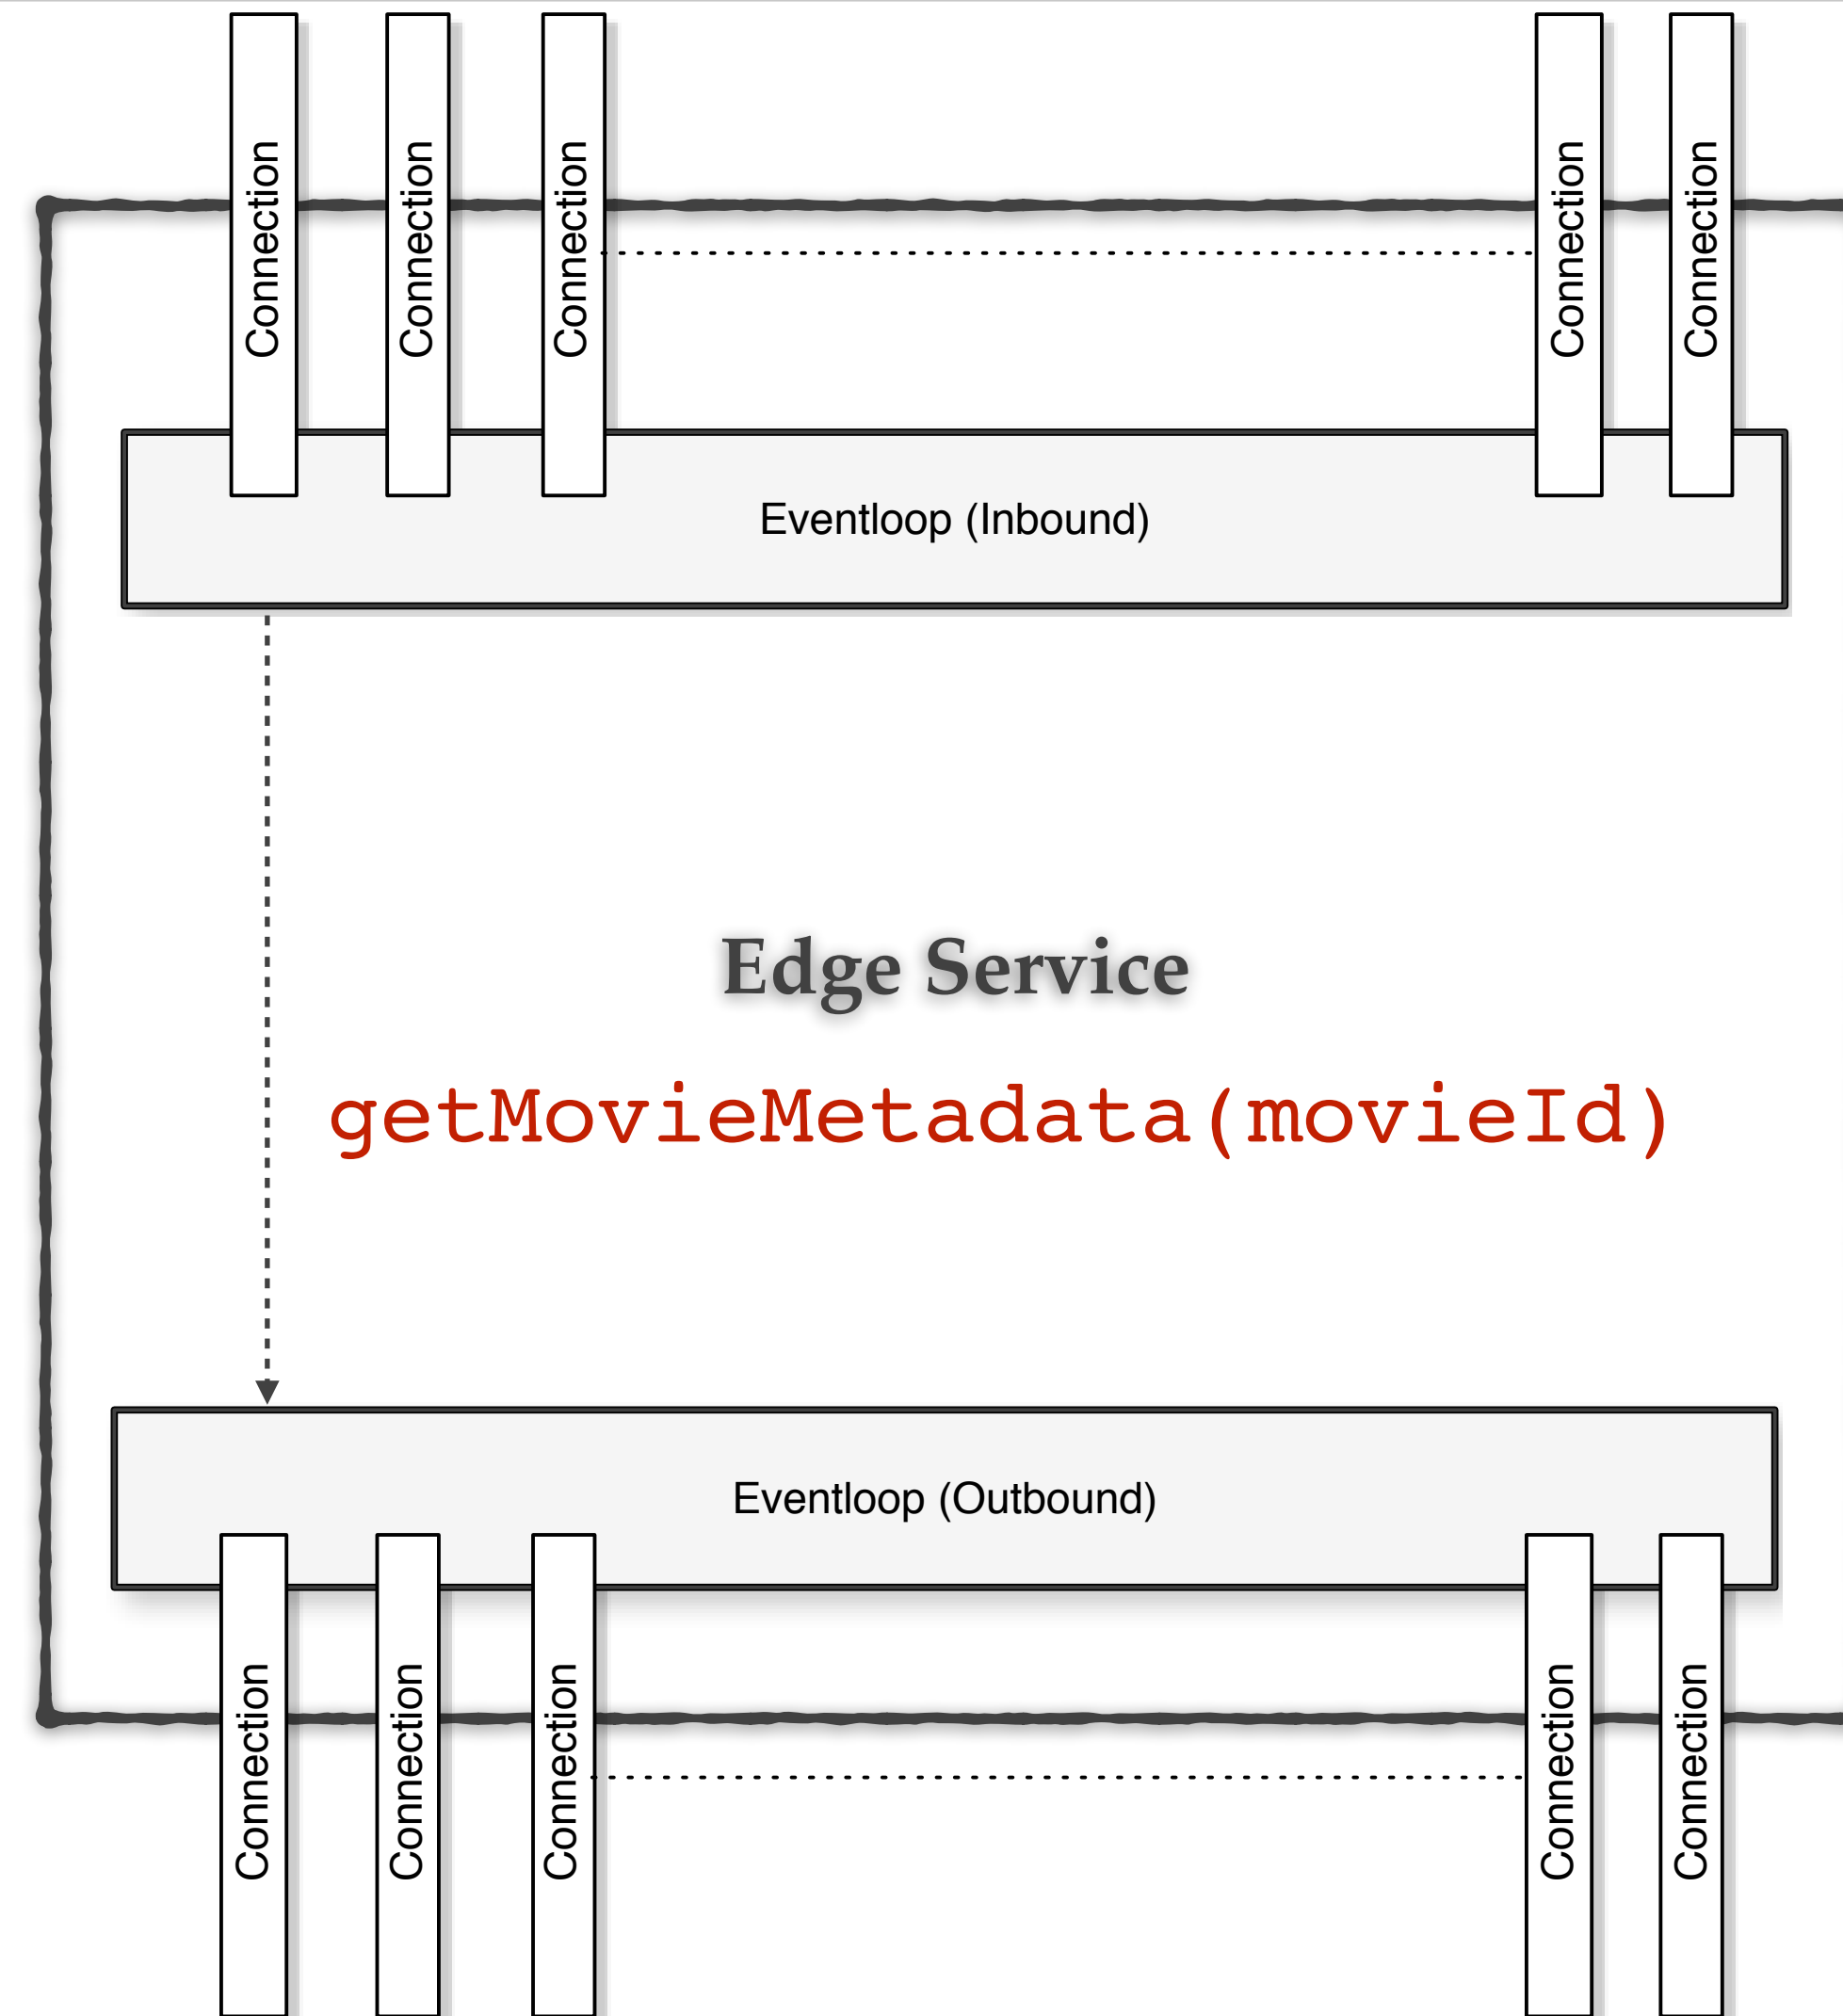 Connection
Connection
Connection
Connection
Connection
Eventloop (Inbound)
Edge Service
getMovieMetadata(movieId)
Eventloop (Outbound)
Connection
Connection
Connection
Connection
Connection